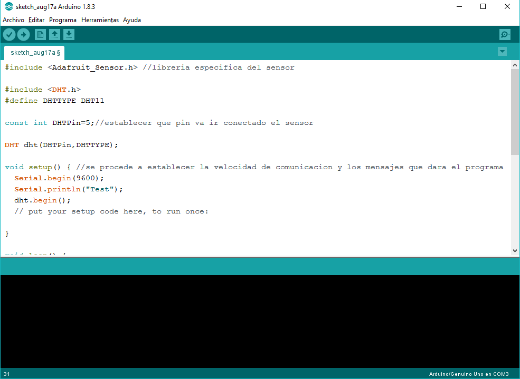 sketch_aug17a Arduino 1.8.3
Archivo Editar Programa Herramientas Ayuda
sketch_aug17a §
#include <Adafruit_Sensor.h> //libreria especifica del sensor
#include <DHT.h>
#define DHTTYPE DHT11
const int DHTPin=5;//establecer que pin va ir conectado el sensor
DHT dht(DHTPin,DHTTYPE);
void setup() { //se procede a establecer la velocidad de comunicacion y los mensajes que dara el programa
Serial.begin(9600);
Serial.println("Test");
dht.begin();
// put your setup code here, to run once:
}
void loop() {
31 Arduino/Genuino Uno en COM3